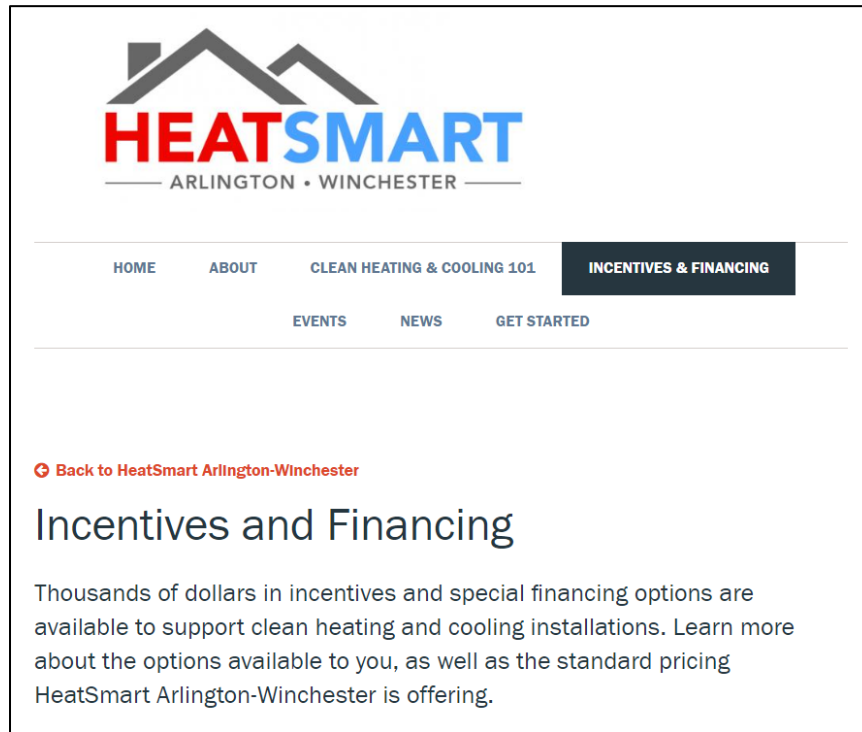 HEATSMART
ARLINGTON • WINCHESTER
HOME ABOUT CLEAN HEATING & COOLING 101 INCENTIVES & FINANCING
EVENTS NEWS GET STARTED
Back to HeatSmart Arlington-Winchester
Incentives and Financing
Thousands of dollars in incentives and special financing options are
available to support clean heating and cooling installations. Learn more
about the options available to you, as well as the standard pricing
HeatSmart Arlington-Winchester is offering.